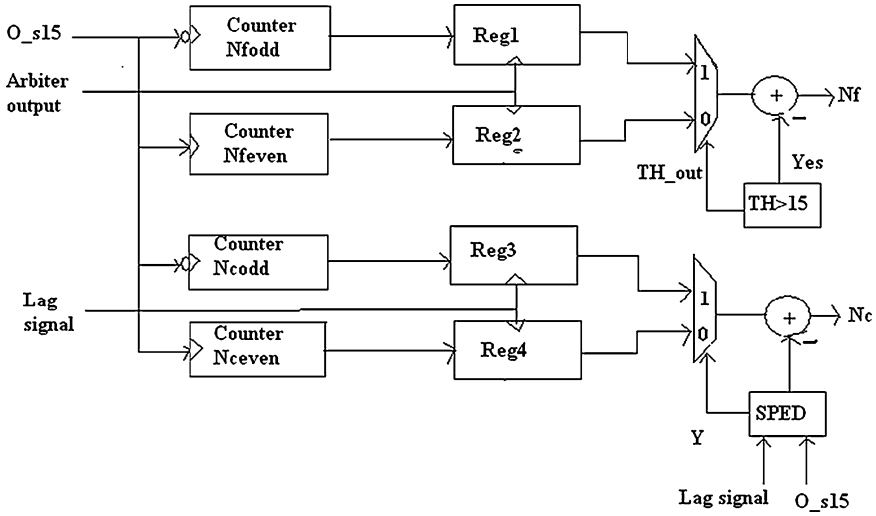 O_s15
Counter
Nfodd
Reg1
Arbiter
output
1
0
+
Nf
–
Counter
Nfeven
Reg2
TH_out
Yes
TH>15
Counter
Ncodd
Reg3
Lag
signal
1
0
+
Nc
–
Counter
Nceven
Reg4
SPED
Y
Lag signal
O_s15